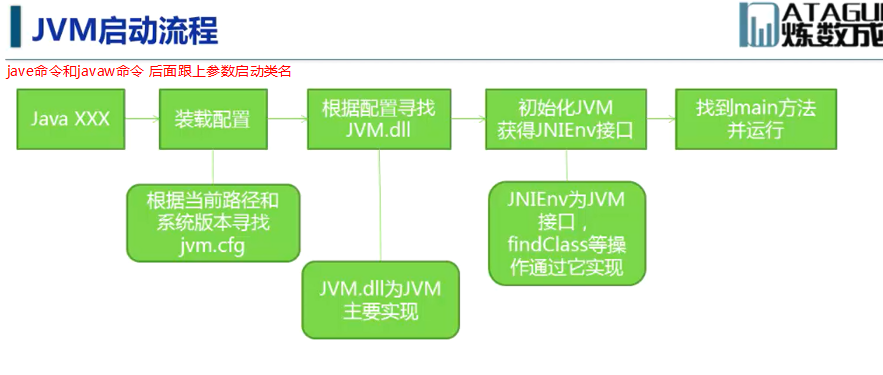 JVM启动流程
ATAGU
炼数成
jave命令和javaw命令 后面跟上参数启动类名
Java XXX
装载配置
根据配置寻找
JVM.dll
初始化JVM
获得JNIEnv接口
找到main方法
并运行
根据当前路径和
系统版本寻找
jvm.cfg
JVM.dll为JVM
主要实现
JNIEnv为JVM
接口，
findClass等操
作通过它实现